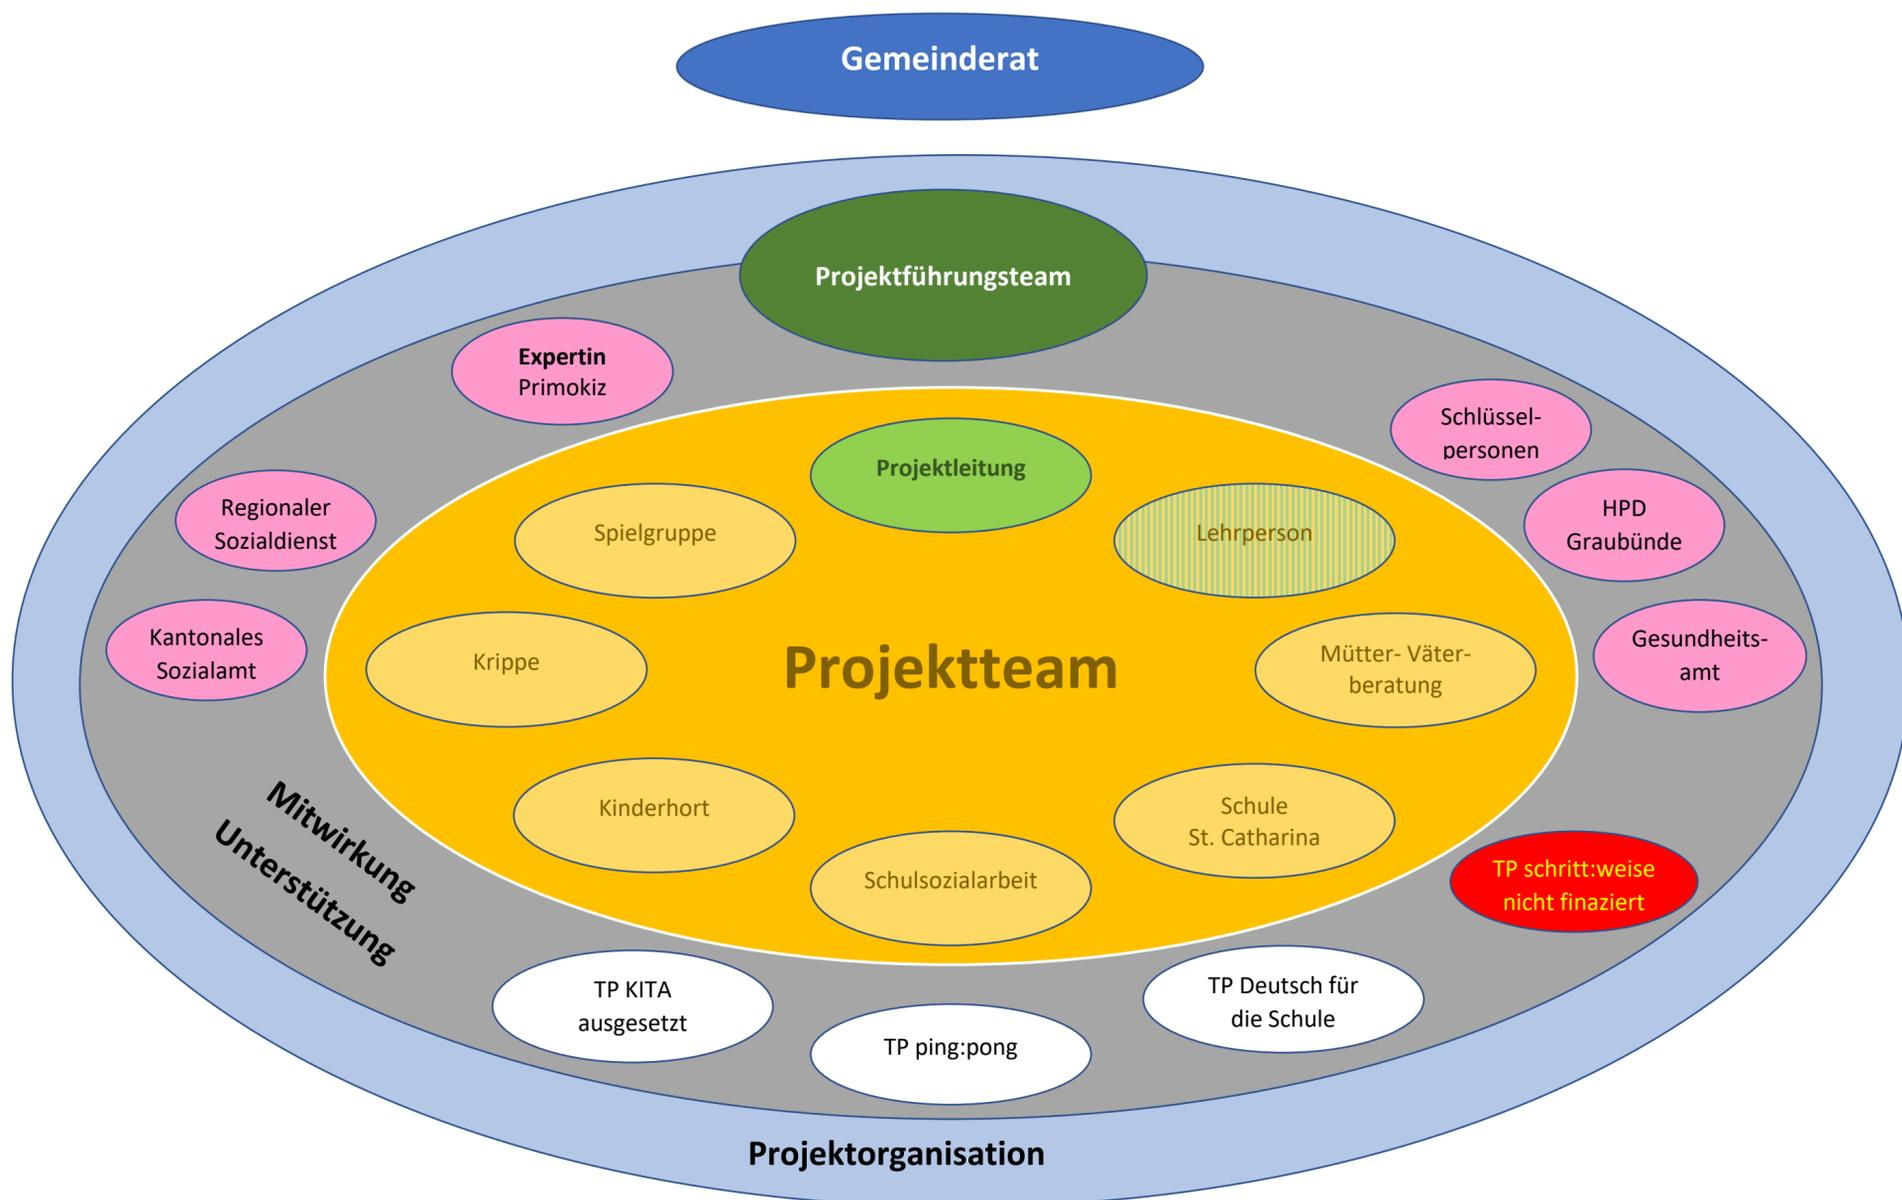 Gemeinderat
Projektführungsteam
Expertin
Primokiz
Schlüssel-
personen
Projektleitung
Regionaler
Sozialdienst
Spielgruppe
Lehrperson
HPD
Graubünde
Kantonales
Sozialamt
Krippe
Projektteam
Mütter- Väter-
beratung
Gesundheits-
amt
Mitwirkung
Unterstützung
Kinderhort
Schule
St. Catharina
Schulsozialarbeit
TP schritt:weise
nicht finaziert
TP KITA
ausgesetzt
TP ping:pong
TP Deutsch für
die Schule
Projektorganisation